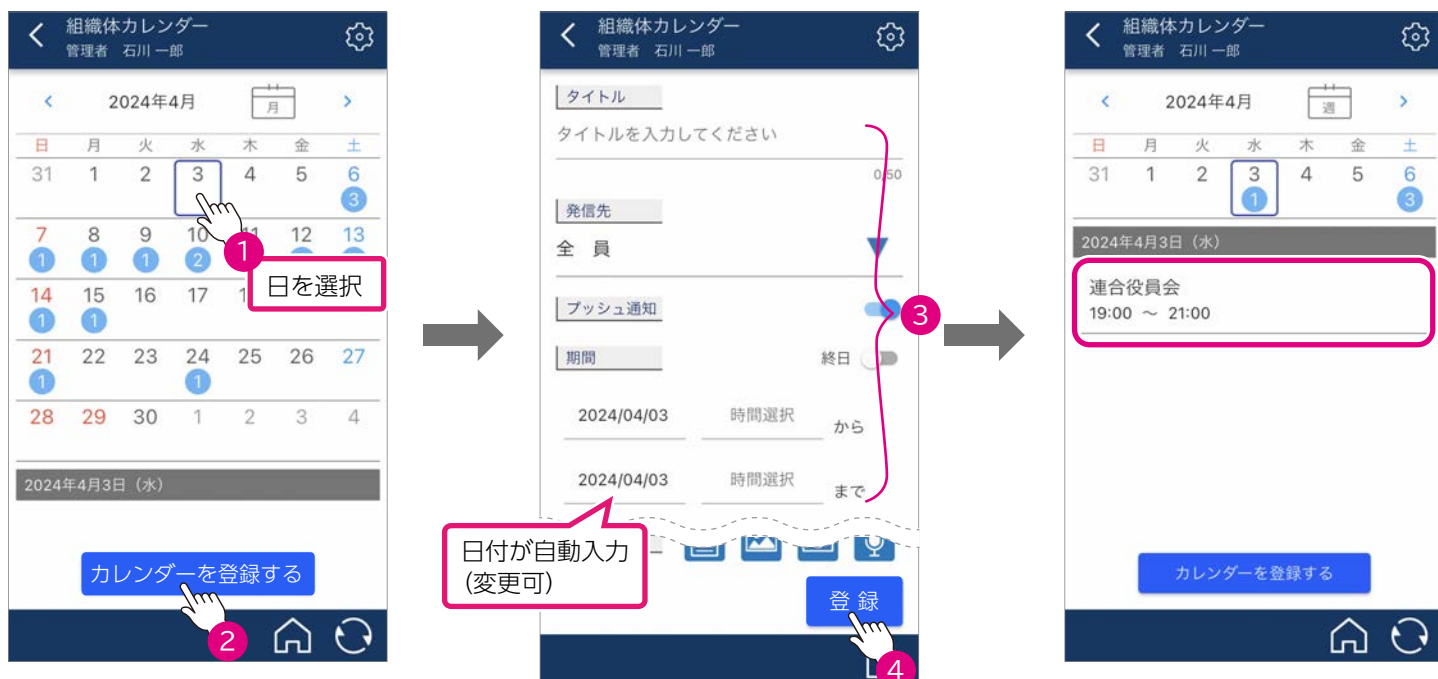 組織体カレンダー
管理者 石川 一郎
2024年4月
月
日 月 火 水 木 金 土
31 1 2 3 4 5 6
3
7 8 9 10 11 12 13
1 1 1 2
1
日を選択
14 15 16 17 1
1 1
21 22 23 24 25 26 27
1 1
28 29 30 1 2 3 4
2024年4月3日（水）
カレンダーを登録する
2
組織体カレンダー
管理者 石川 一郎
タイトル
タイトルを入力してください
0/50
発信先
全 員
プッシュ通知
3
期間 終日
2024/04/03 時間選択 から
2024/04/03 時間選択 まで
日付が自動入力
(変更可)
登 録
4
組織体カレンダー
管理者 石川 一郎
2024年4月
週
日 月 火 水 木 金 土
31 1 2 3 4 5 6
1 3
2024年4月3日（水）
連合役員会
19:00 ～ 21:00
カレンダーを登録する